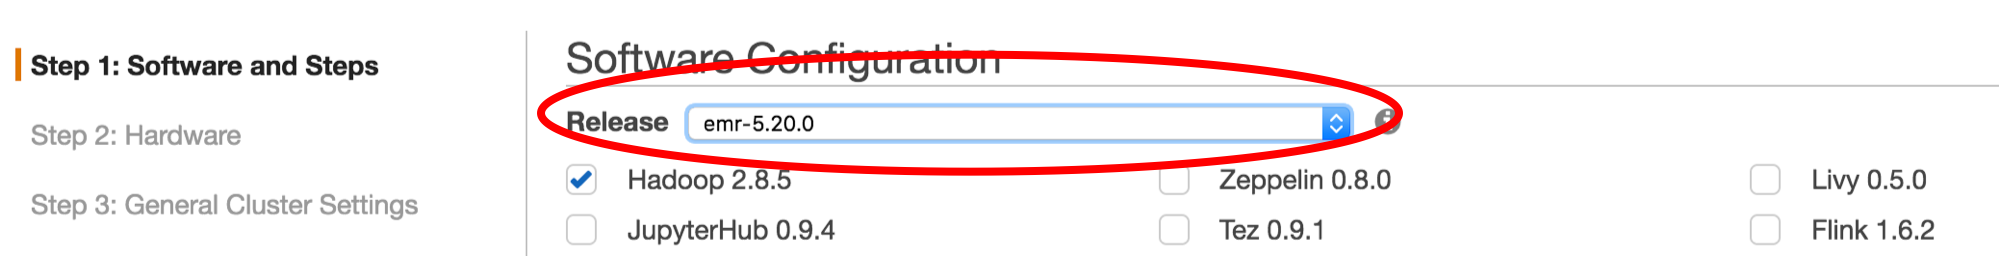 Step 1: Software and Steps
Step 2: Hardware
Step 3: General Cluster Settings
Software Configuration
Release emr-5.20.0
Hadoop 2.8.5 Zeppelin 0.8.0 Livy 0.5.0
JupyterHub 0.9.4 Tez 0.9.1 Flink 1.6.2